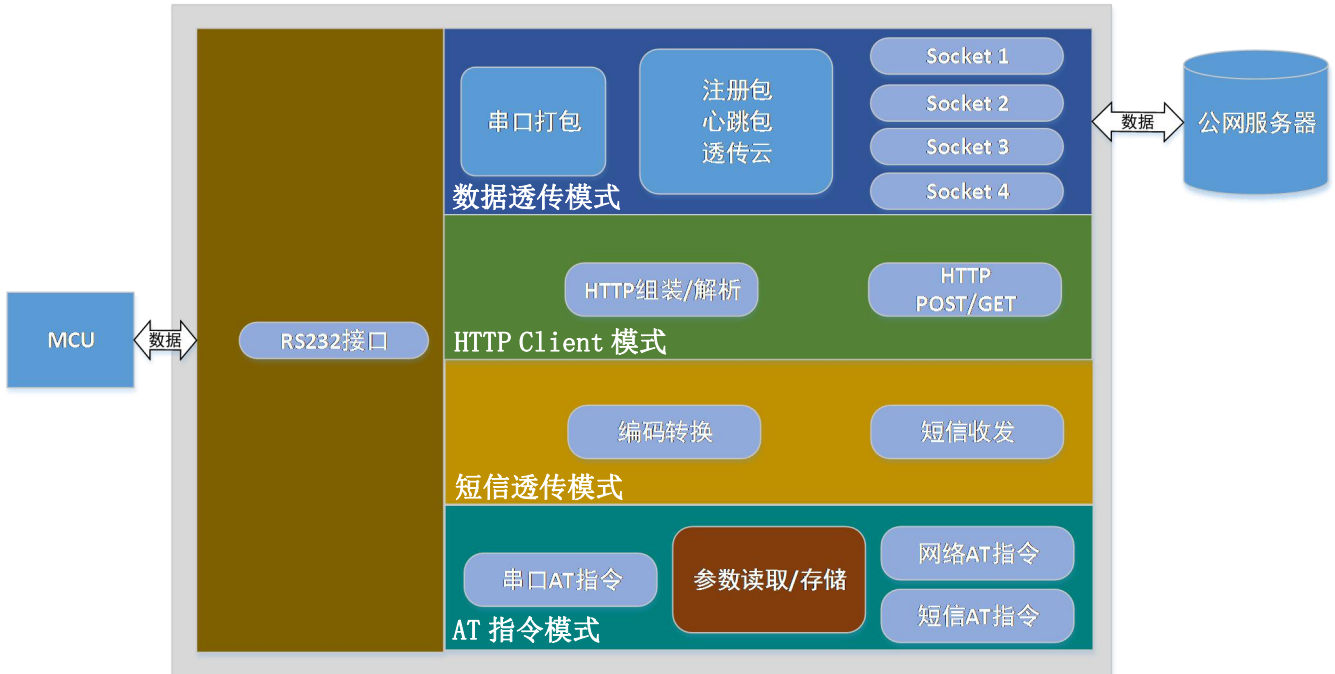 MCU
数据
RS232接口
串口打包
注册包
心跳包
透传云
Socket 1
Socket 2
Socket 3
Socket 4
数据透传模式
数据
公网服务器
HTTP组装/解析
HTTP
POST/GET
HTTP Client 模式
编码转换
短信收发
短信透传模式
串口AT指令
参数读取/存储
网络AT指令
短信AT指令
AT 指令模式